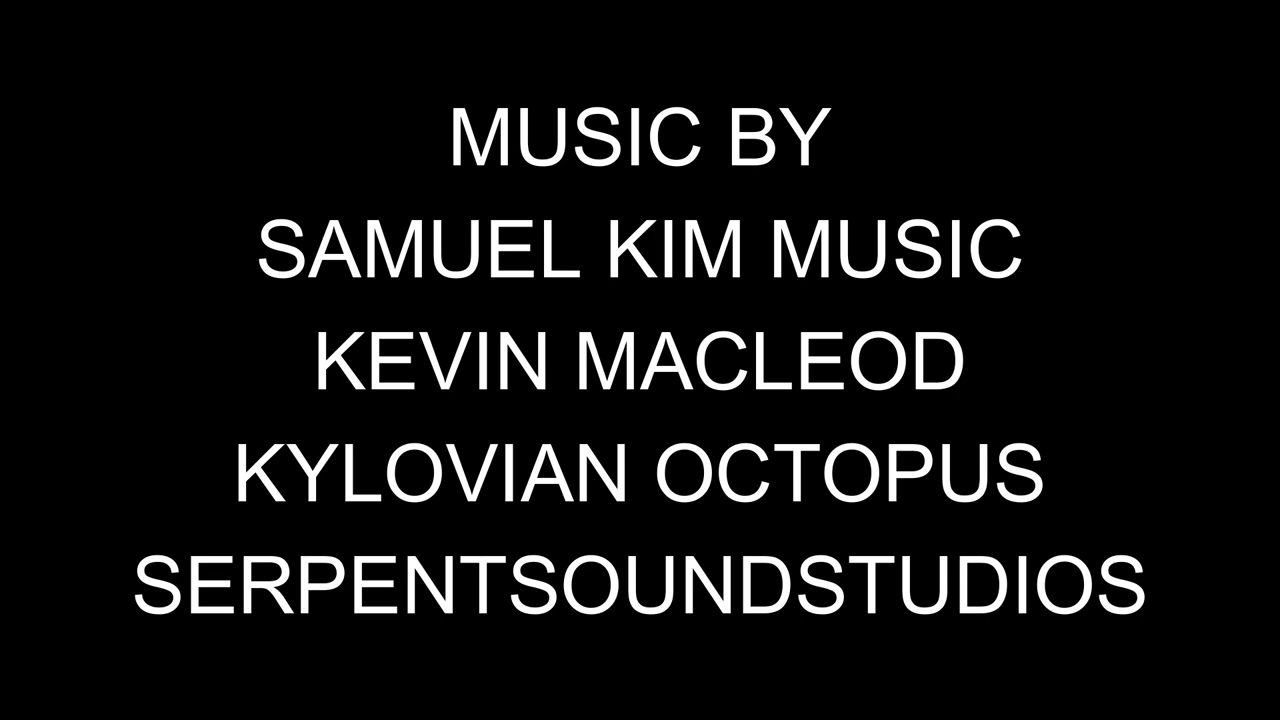 MUSIC BY
SAMUEL KIM MUSIC
KEVIN MACLEOD
KYLOVIAN OCTOPUS
SERPENTSOUNDSTUDIOS